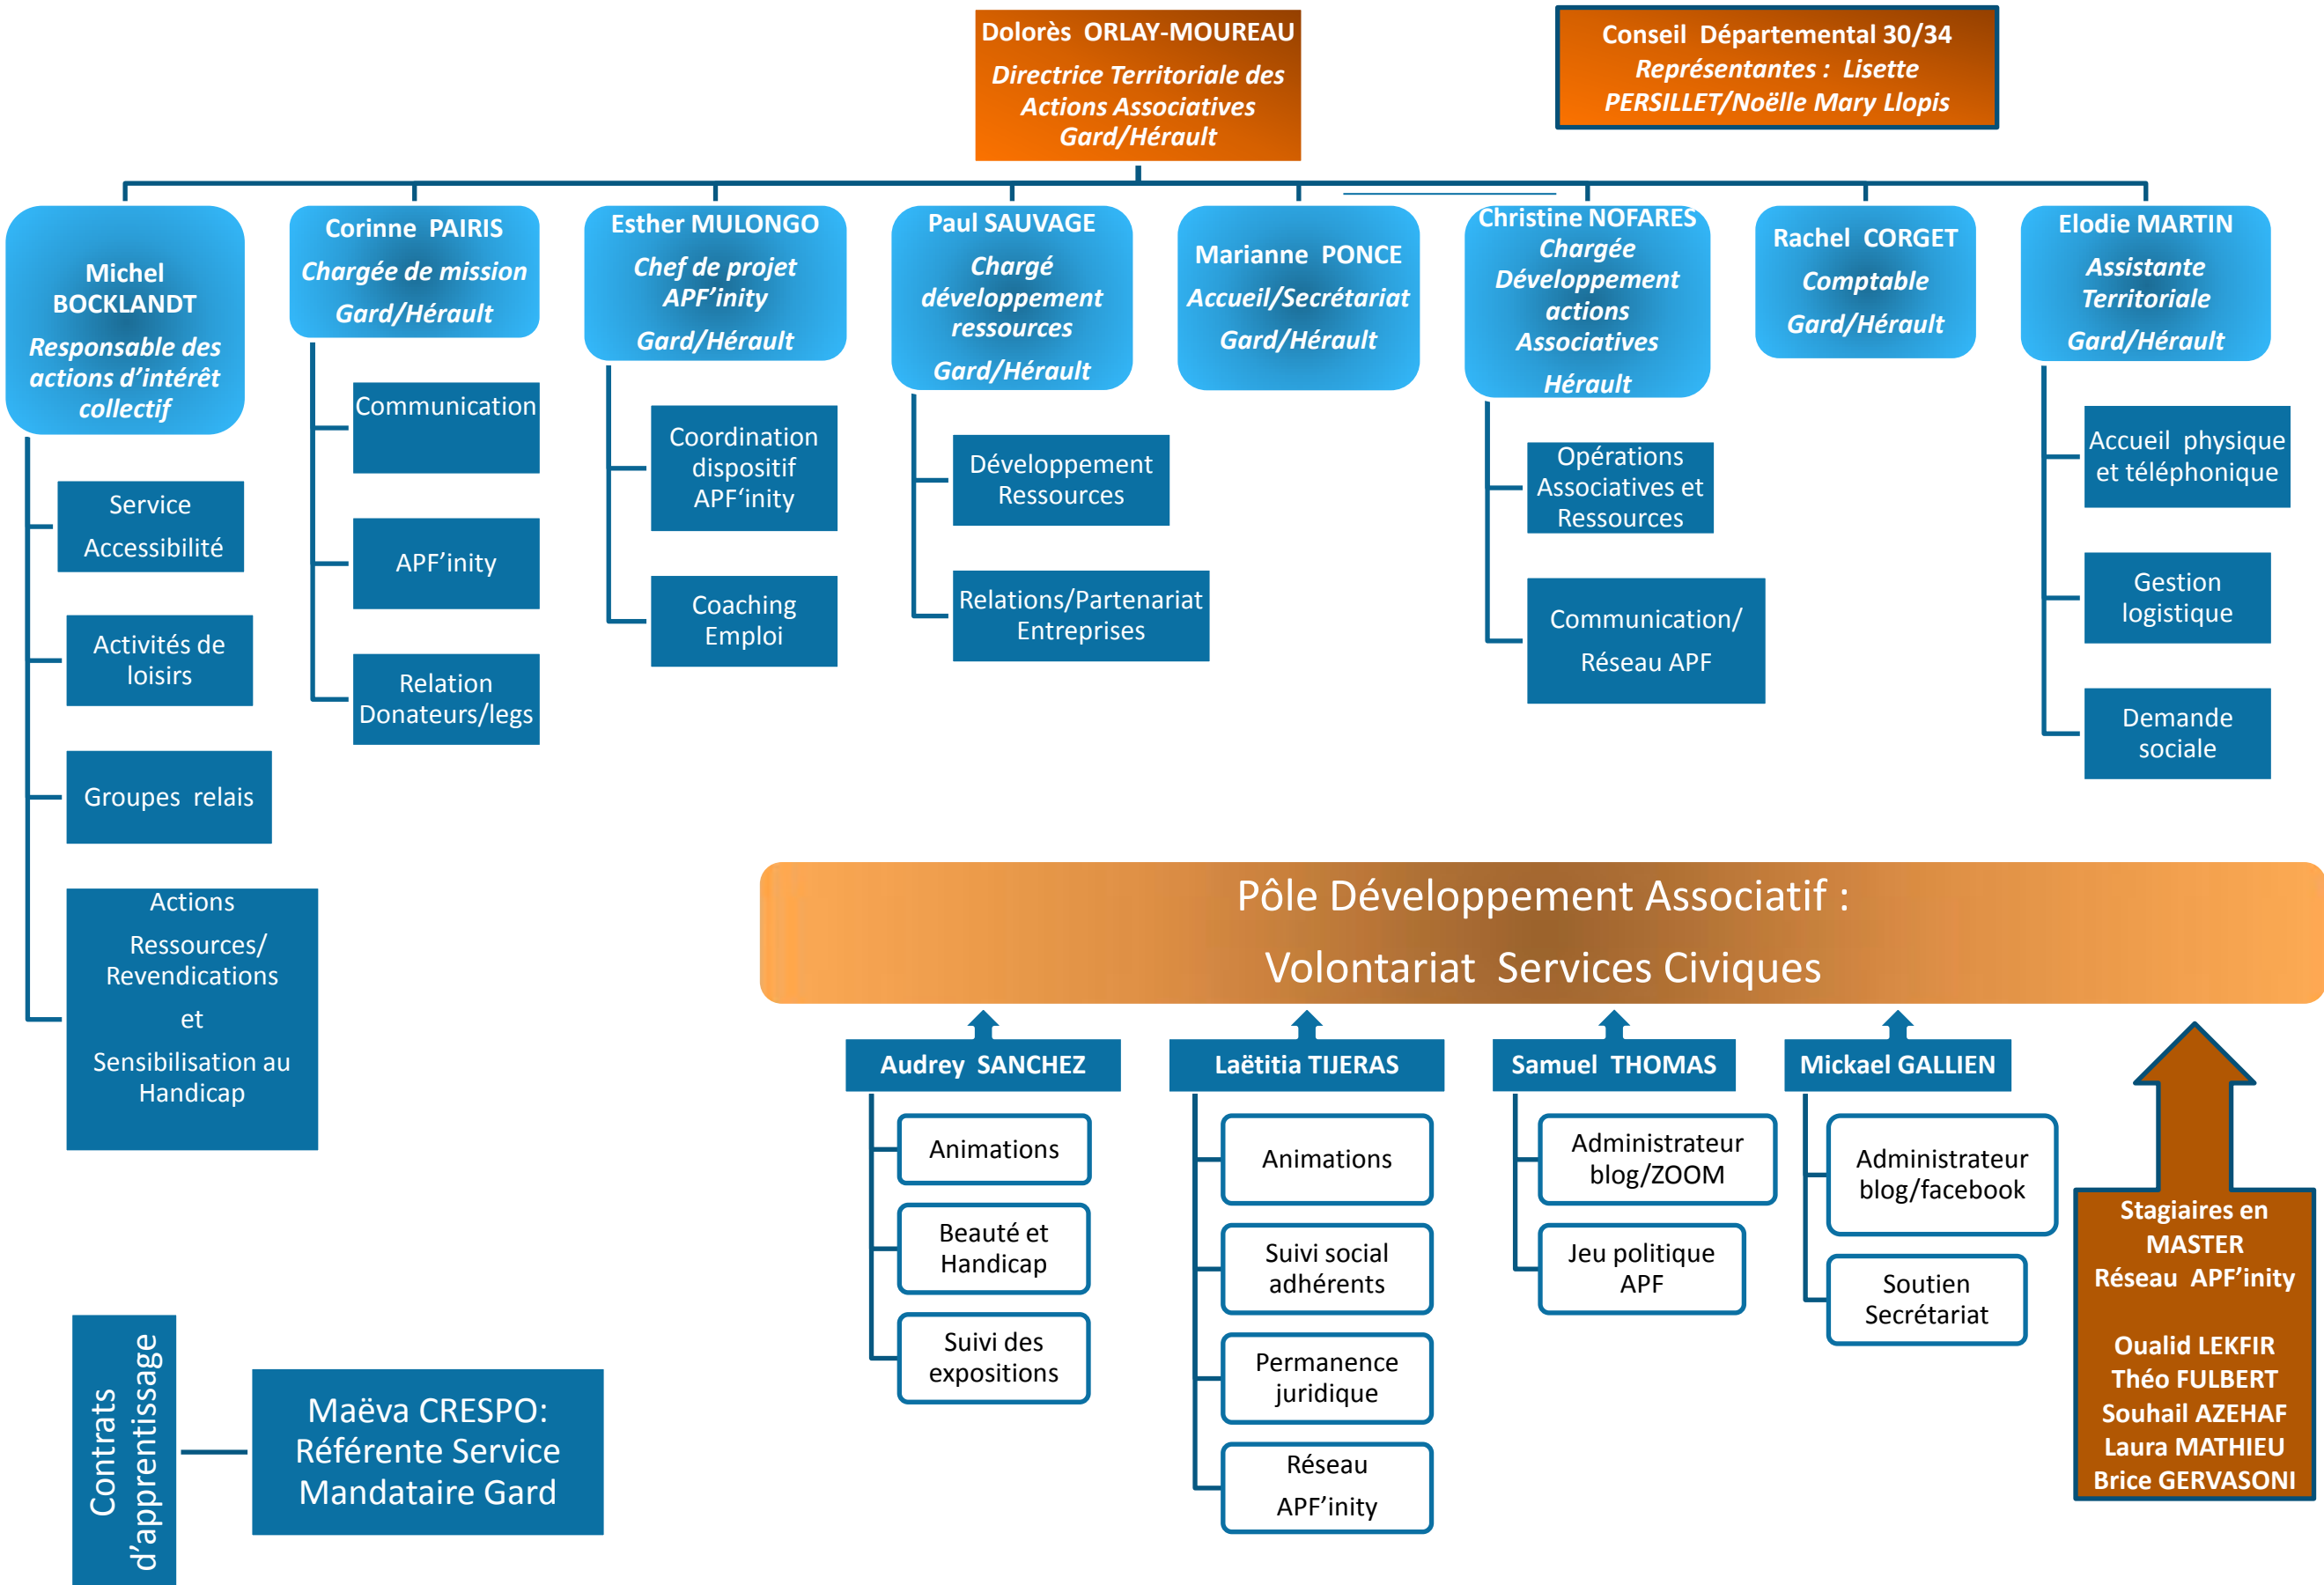 Dolorès ORLAY-MOUREAU
Directrice Territoriale des
Actions Associatives
Gard/Hérault
Conseil Départemental 30/34
Représentantes : Lisette
PERSILLET/Noëlle Mary Llopis
Michel
BOCKLANDT
Responsable des
actions d’intérêt
collectif
Service
Accessibilité
Activités de
loisirs
Groupes relais
Actions
Ressources/
Revendications
et
Sensibilisation au
Handicap
Corinne PAIRIS
Chargée de mission
Gard/Hérault
Communication
APF’inity
Relation
Donateurs/legs
Esther MULONGO
Chef de projet
APF’inity
Gard/Hérault
Coordination
dispositif
APF‘inity
Coaching
Emploi
Paul SAUVAGE
Chargé
développement
ressources
Gard/Hérault
Développement
Ressources
Relations/Partenariat
Entreprises
Marianne PONCE
Accueil/Secrétariat
Gard/Hérault
Christine NOFARES
Chargée
Développement
actions
Associatives
Hérault
Opérations
Associatives et
Ressources
Communication/
Réseau APF
Rachel CORGET
Comptable
Gard/Hérault
Elodie MARTIN
Assistante
Territoriale
Gard/Hérault
Accueil physique
et téléphonique
Gestion
logistique
Demande
sociale
Pôle Développement Associatif :
Volontariat Services Civiques
Audrey SANCHEZ
Animations
Beauté et
Handicap
Suivi des
expositions
Laëtitia TIJERAS
Animations
Suivi social
adhérents
Permanence
juridique
Réseau
APF’inity
Samuel THOMAS
Administrateur
blog/ZOOM
Jeu politique
APF
Mickael GALLIEN
Administrateur
blog/facebook
Soutien
Secrétariat
Stagiaires en
MASTER
Réseau APF’inity
Oualid LEKFIR
Théo FULBERT
Souhail AZEHAF
Laura MATHIEU
Brice GERVASONI
Contrats
d’apprentissage
Maëva CRESPO:
Référente Service
Mandataire Gard